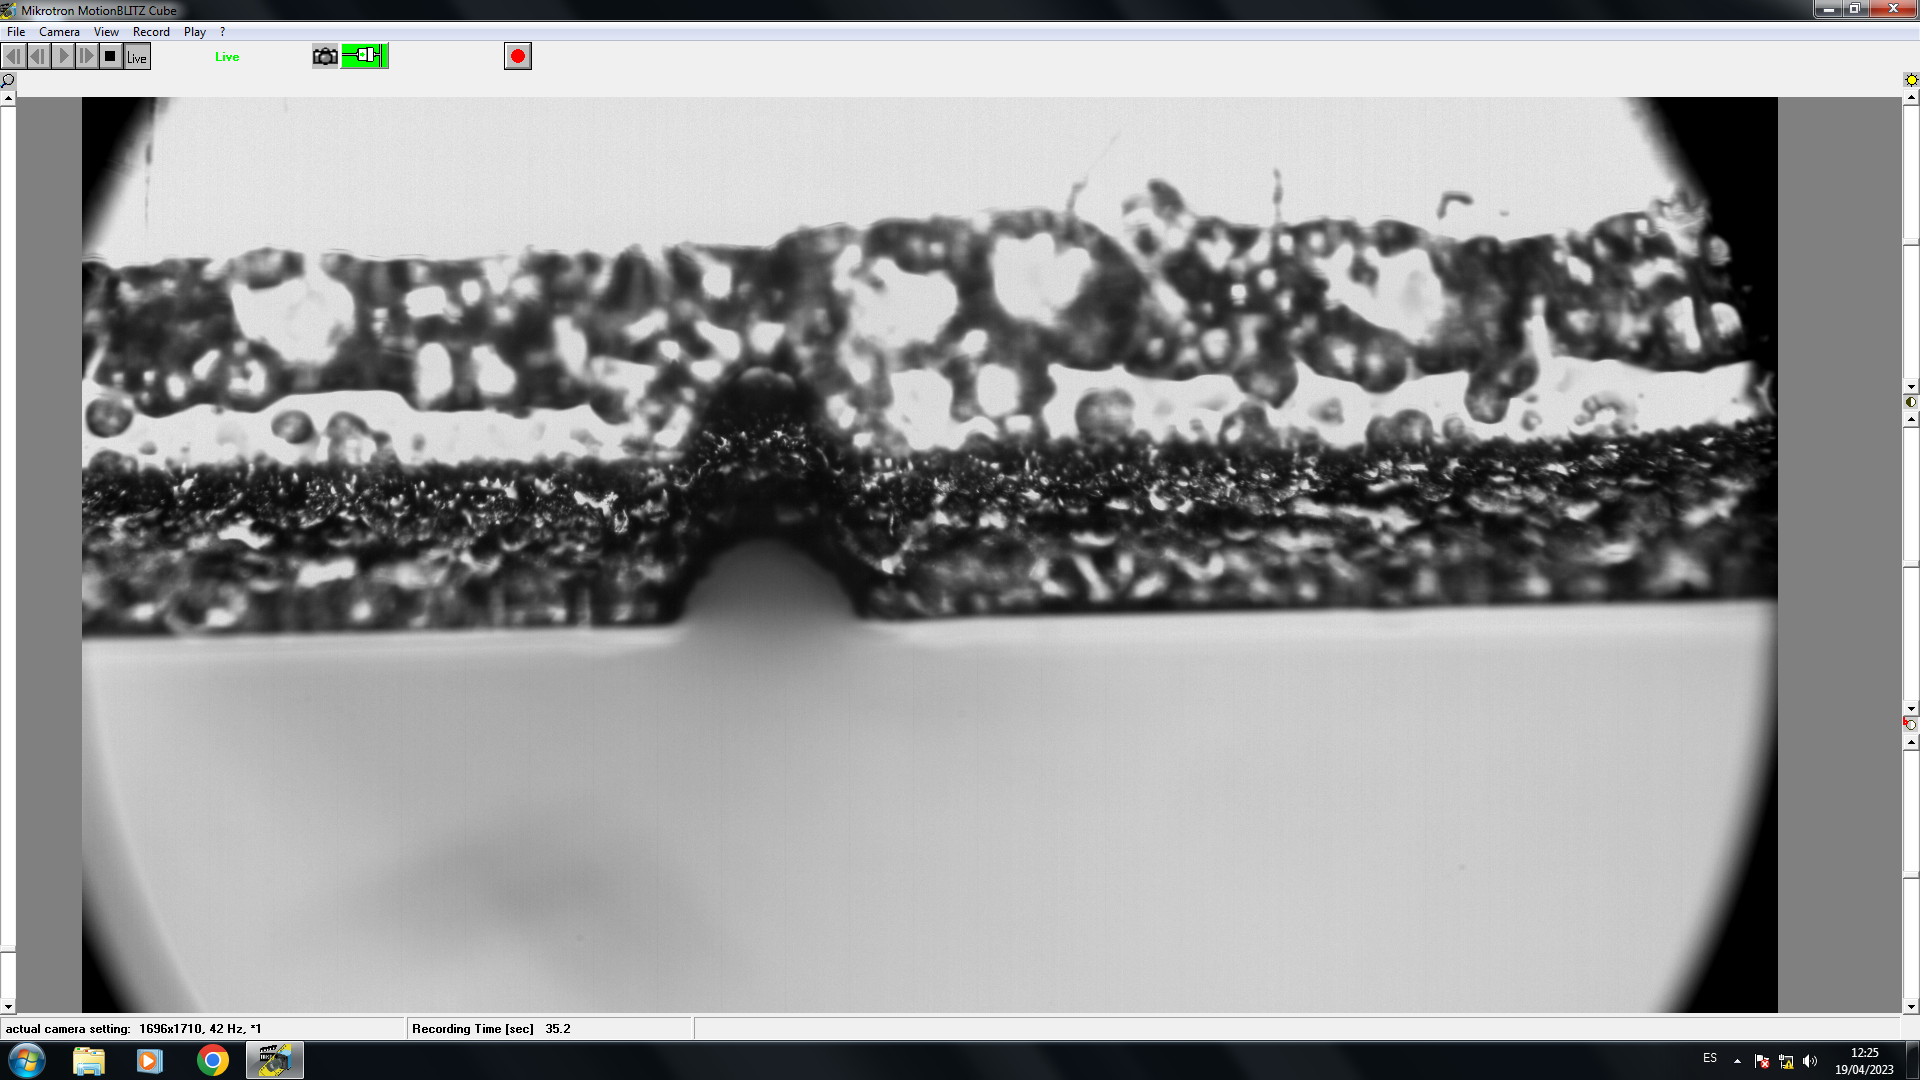 Mikrotron MotionBLITZ Cube
File Camera View Record Play ?
Live Live
actual camera setting: 1696x1710, 42 Hz, *1 Recording Time [sec] 35.2
ES 12:25
19/04/2023